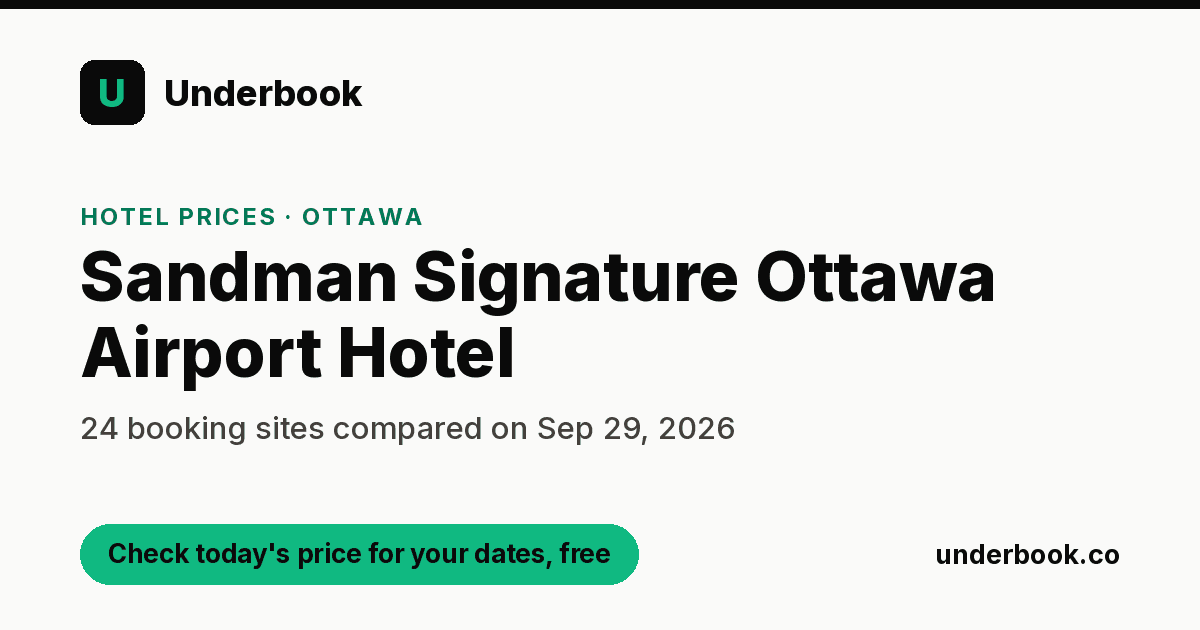 U Underbook
HOTEL PRICES · OTTAWA
Sandman Signature Ottawa
Airport Hotel
24 booking sites compared on Sep 29, 2026
Check today's price for your dates, free
underbook.co